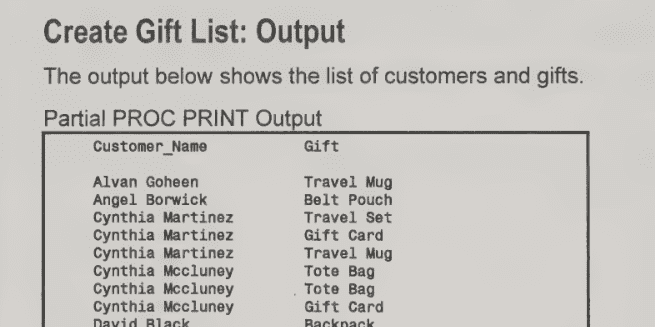 Create Gift List: Output
The output below shows the list of customers and gifts.
Partial PROC PRINT Output
Customer_Name Gift
Alvan Goheen Travel Mug
Angel Borwick Belt Pouch
Cynthia Martinez Travel Set
Cynthia Martinez Gift Card
Cynthia Martinez Travel Mug
Cynthia Mccluney Tote Bag
Cynthia Mccluney Tote Bag
Cynthia Mccluney Gift Card
David Black Backpack